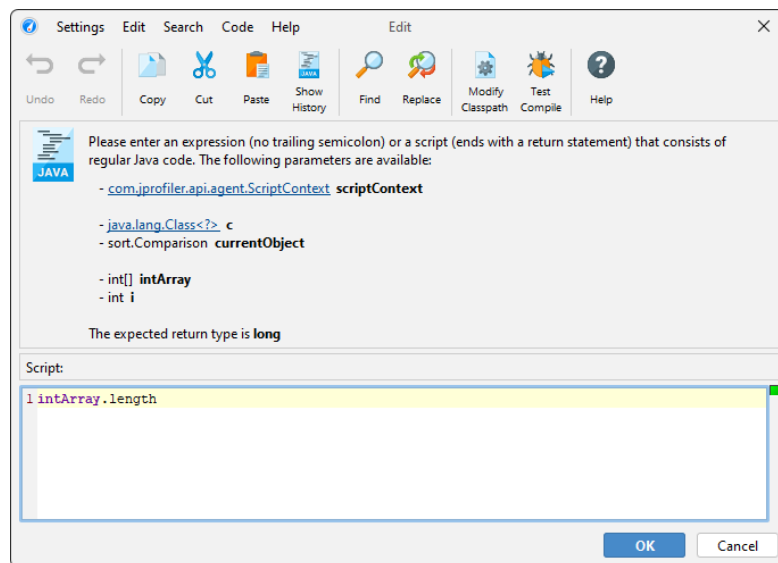 Settings Edit Search Code Help Edit
Undo Redo Copy Cut Paste Show History Find Replace Modify Classpath Test Compile Help
JAVA
Please enter an expression (no trailing semicolon) or a script (ends with a return statement) that consists of
regular Java code. The following parameters are available:
- com.jprofiler.api.agent.ScriptContext scriptContext
- java.lang.Class<?> c
- sort.Comparison currentObject
- int[] intArray
- int i
The expected return type is long
Script:
1 intArray.length
OK Cancel